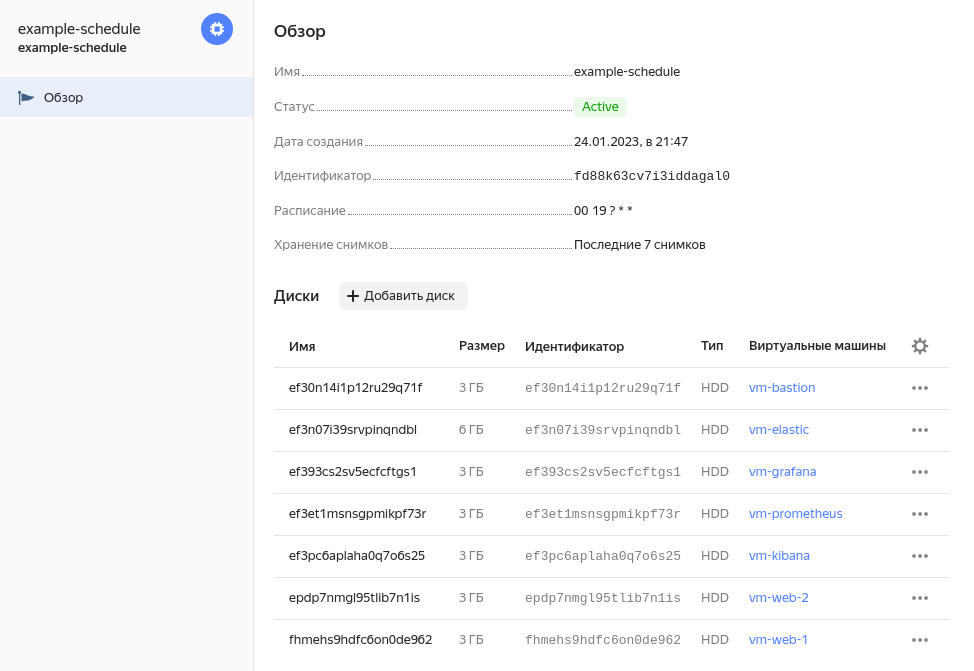 example-schedule
example-schedule
Обзор
Обзор
Имя example-schedule
Статус Active
Дата создания 24.01.2023, в 21:47
Идентификатор fd88k63cv7i3iddagal0
Расписание 00 19 ? * *
Хранение снимков Последние 7 снимков
Диски + Добавить диск
Имя Размер Идентификатор Тип Виртуальные машины
ef30n14i1p12ru29q71f 3 ГБ ef30n14i1p12ru29q71f HDD vm-bastion
ef3n07i39srvpinqndbl 6 ГБ ef3n07i39srvpinqndbl HDD vm-elastic
ef393cs2sv5ecfcftgs1 3 ГБ ef393cs2sv5ecfcftgs1 HDD vm-grafana
ef3et1msnsgpmikpf73r 3 ГБ ef3et1msnsgpmikpf73r HDD vm-prometheus
ef3pc6aplaha0q7o6s25 3 ГБ ef3pc6aplaha0q7o6s25 HDD vm-kibana
epdp7nmgl95tlib7n1is 3 ГБ epdp7nmgl95tlib7n1is HDD vm-web-2
fhmehs9hdfc6on0de962 3 ГБ fhmehs9hdfc6on0de962 HDD vm-web-1